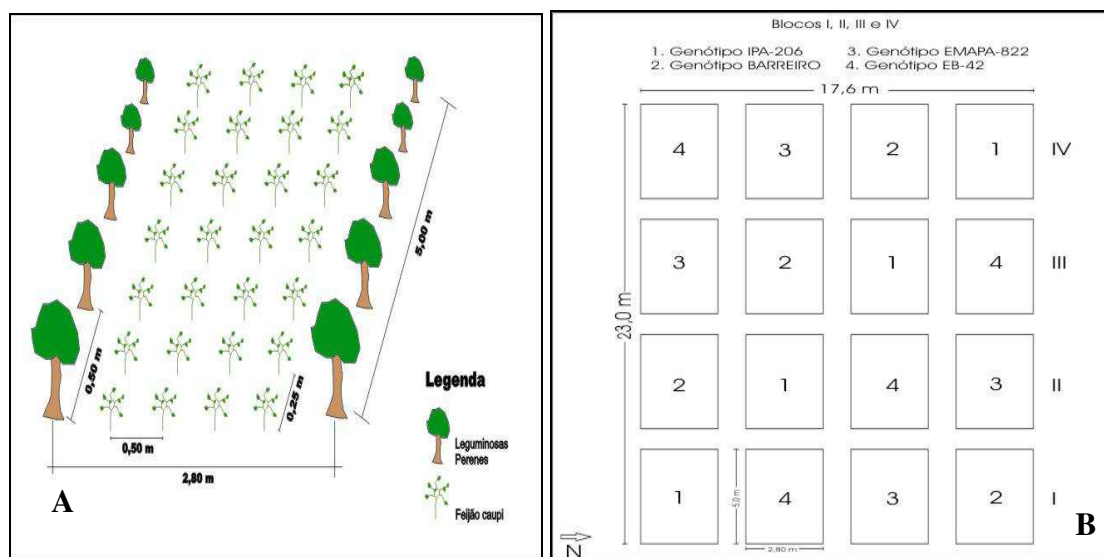 5,00 m
0,50 m
0,25 m
0,50 m
2,80 m
Legenda
Leguminosas
Perenes
Feijão caupi
A
Blocos I, II, III e IV
1. Genótipo IPA-206 3. Genótipo EMAPA-822
2. Genótipo BARREIRO 4. Genótipo EB-42
17,6 m
23,0 m
4 3 2 1 IV
3 2 1 4 III
2 1 4 3 II
1 4 3 2 I
5,0 m
2,80 m
N
B